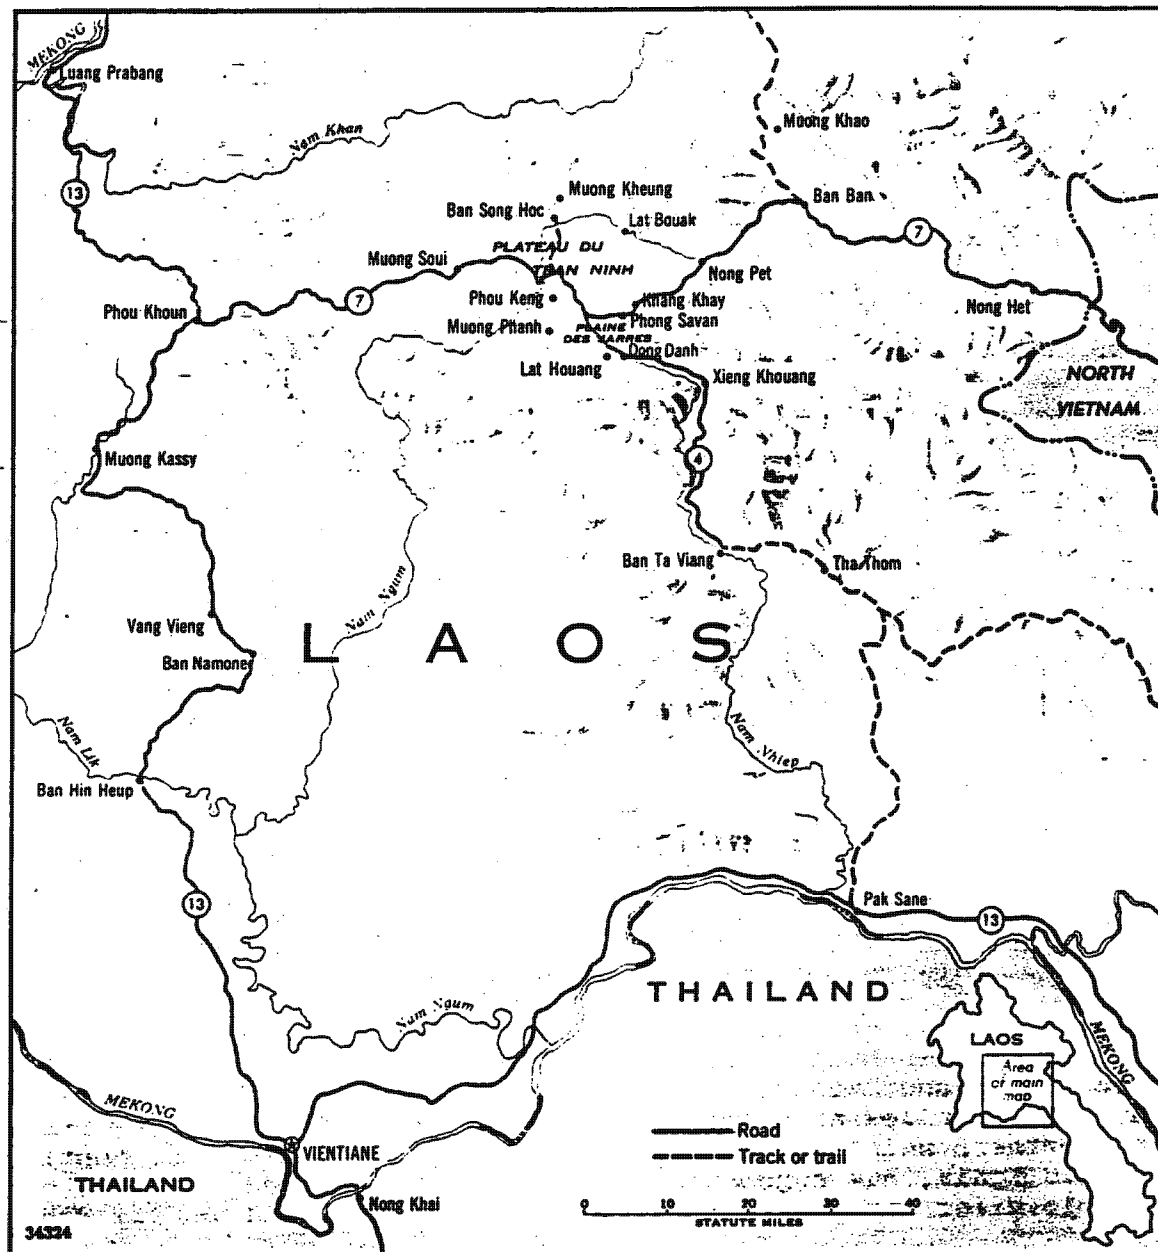 MEKONG
Luang Prabang
Nam Khan
Muong Khao
13
Muong Kheung
Ban Ban
Ban Song Hoc
Lat Bouak
7
PLATEAU DU
TRAN NINH
Muong Soui
Nong Pet
Phou Keng
Khang Khay
Nong Het
7
Phou Khoun
Phong Savan
Muong Phanh
PLAINE
DES JARRES
Dong Danh
Lat Houang
Xieng Khouang
NORTH
VIETNAM
Muong Kassy
4
Ban Ta Viang
Tha Thom
Nam Ngum
Vang Vieng
LAOS
Ban Namone
Nam Lik
Nam Nhiep
Ban Hin Heup
13
Pak Sane
13
THAILAND
Nam Ngum
LAOS
Area
of main
map
MEKONG
MEKONG
Road
VIENTIANE
Track or trail
THAILAND
Nong Khai
0 10 20 30 40
STATUTE MILES
34324